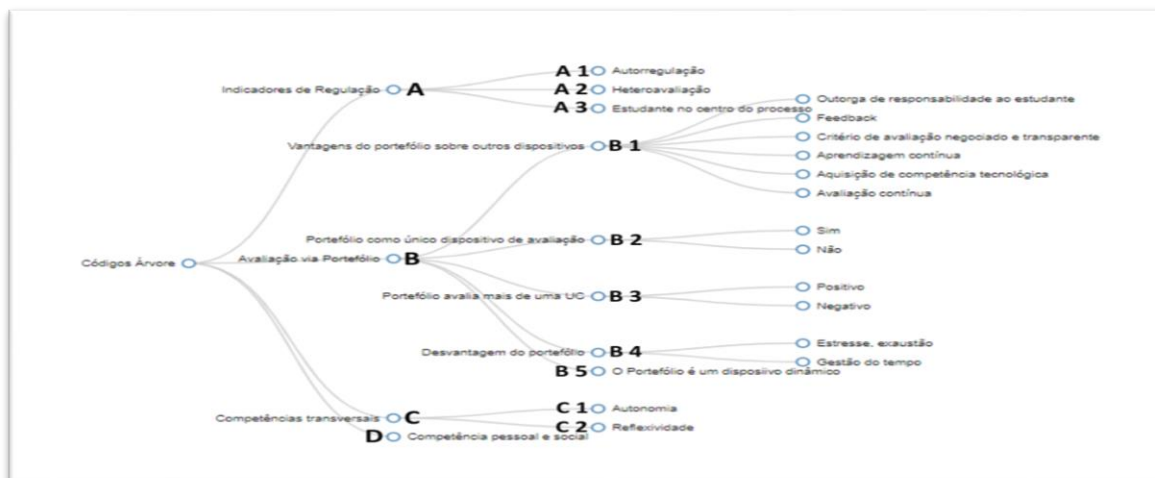 A 1 Autorregulação
Indicadores de Regulação A
A 2 Heteroavaliação
A 3 Estudante no centro do processo
Outorga de responsabilidade ao estudante
Feedback
Critério de avaliação negociado e transparente
Vantagens do portefólio sobre outros dispositivos B 1
Aprendizagem contínua
Aquisição de competência tecnológica
Avaliação contínua
Sim
Portefólio como único dispositivo de avaliação B 2
Não
Códigos Árvore
Avaliação via Portefólio B
Positivo
Portefólio avalia mais de uma UC B 3
Negativo
Estresse, exaustão
Desvantagem do portefólio B 4
Gestão do tempo
B 5 O Portefólio é um disposiivo dinâmico
C 1 Autonomia
Competências transversais C
C 2 Reflexividade
D Competência pessoal e social